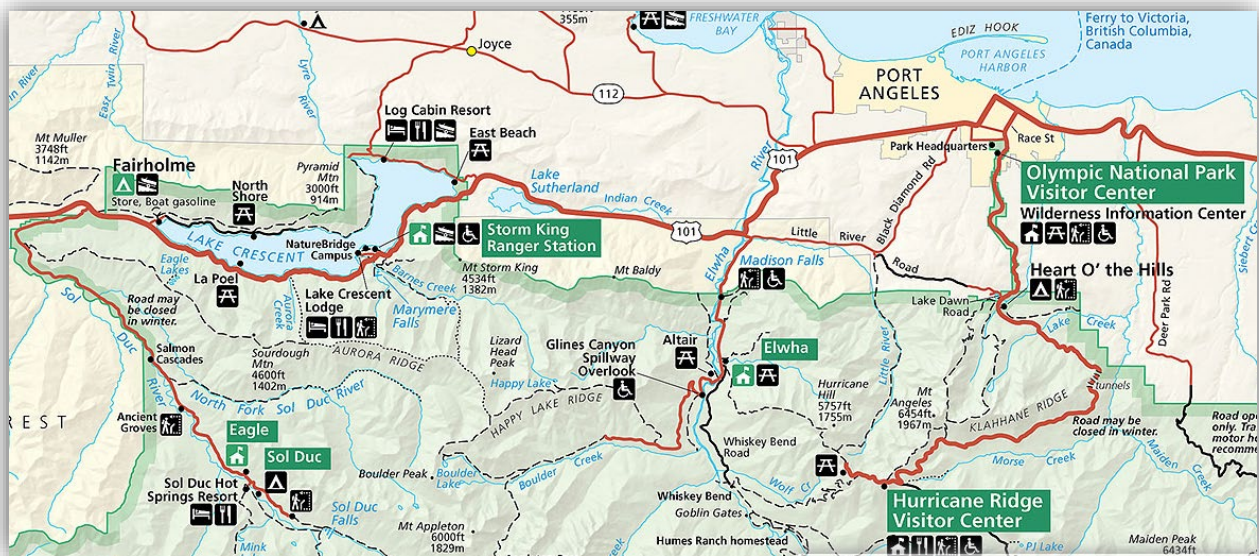 355m
FRESHWATER
BAY
EDIZ HOOK
PORT ANGELES
HARBOR
Ferry to Victoria,
British Columbia,
Canada
Joyce
East Twin River
Lyre
River
112
PORT
ANGELES
Log Cabin Resort
East Beach
Mt Muller
3748ft
1142m
Fairholme
Store, Boat gasoline
North
Shore
Pyramid
Mtn
3000ft
914m
Lake
Sutherland
Indian Creek
River
101
Park Headquarters
Race St
Black Diamond Rd
Olympic National Park
Visitor Center
Wilderness Information Center
LAKE CRESCENT
NatureBridge
Campus
Storm King
Ranger Station
101
Little River
Road
Elwha
Madison Falls
Heart O’ the Hills
Eagle
Lakes
La Poel
Aurora
Creek
Lake Crescent
Lodge
Barnes Creek
Marymere
Falls
Mt Storm King
4534ft
1382m
Mt Baldy
Lake Dawn
Road
Lake Creek
Deer Park Rd
Sol Duc
River
Road may
be closed
in winter.
Salmon
Cascades
Sourdough
Mtn
4600ft
1402m
AURORA RIDGE
Lizard
Head
Peak
Glines Canyon
Spillway
Overlook
Altair
Elwha
Little River
Hurricane
Hill
5757ft
1755m
Mt
Angeles
6454ft
1967m
tunnels
KLAHHANE RIDGE
Road may be
closed in winter.
Happy Lake
HAPPY LAKE RIDGE
North Fork Sol Duc River
REST
Ancient
Groves
Eagle
Sol Duc
Sol Duc Hot
Springs Resort
Sol Duc
Falls
Boulder Peak
Boulder
Lake
Boulder Creek
Mt Appleton
6000ft
1829m
Mink
Whiskey Bend
Road
Wolf Cr
Whiskey Bend
Goblin Gates
Humes Ranch homestead
Morse Creek
Maiden Creek
Hurricane Ridge
Visitor Center
PJ Lake
Maiden Peak
6434ft